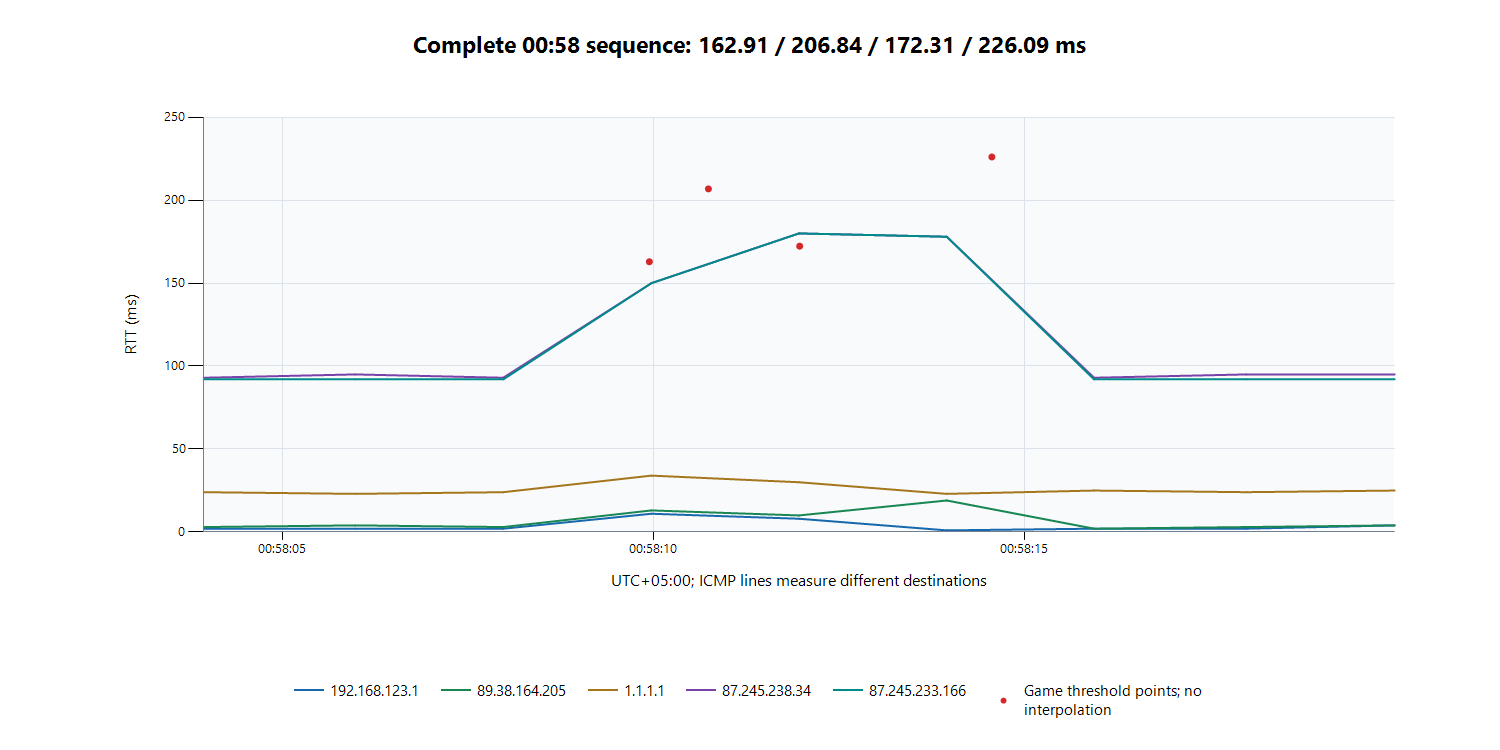 Complete 00:58 sequence: 162.91 / 206.84 / 172.31 / 226.09 ms
250
200
150
100
50
0
RTT (ms)
00:58:05
00:58:10
00:58:15
UTC+05:00; ICMP lines measure different destinations
192.168.123.1
89.38.164.205
1.1.1.1
87.245.238.34
87.245.233.166
Game threshold points; no
interpolation